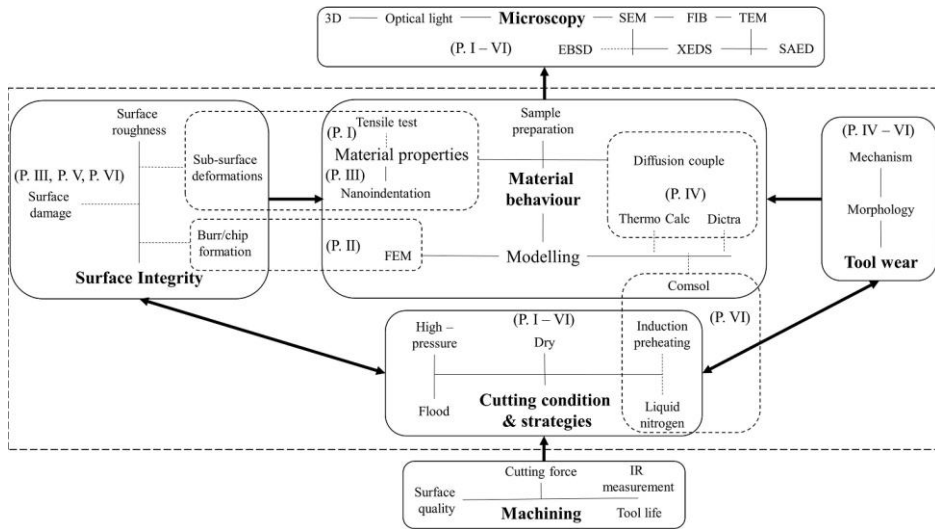 3D Optical light Microscopy SEM FIB TEM
(P. I – VI) EBSD XEDS SAED
Surface
roughness
Sub-surface
deformations
(P. III, P. V, P. VI)
Surface
damage
Burr/chip
formation
Surface Integrity
Tensile test
(P. I)
Material properties
(P. III)
Nanoindentation
Sample
preparation
Material
behaviour
Diffusion couple
(P. IV)
Thermo Calc Dictra
(P. II)
FEM
Modelling
Comsol
(P. IV – VI)
Mechanism
Morphology
Tool wear
(P. VI)
(P. I – VI)
High –
pressure
Dry
Induction
preheating
Flood
Cutting condition
& strategies
Liquid
nitrogen
Cutting force
IR
measurement
Surface
quality
Machining
Tool life